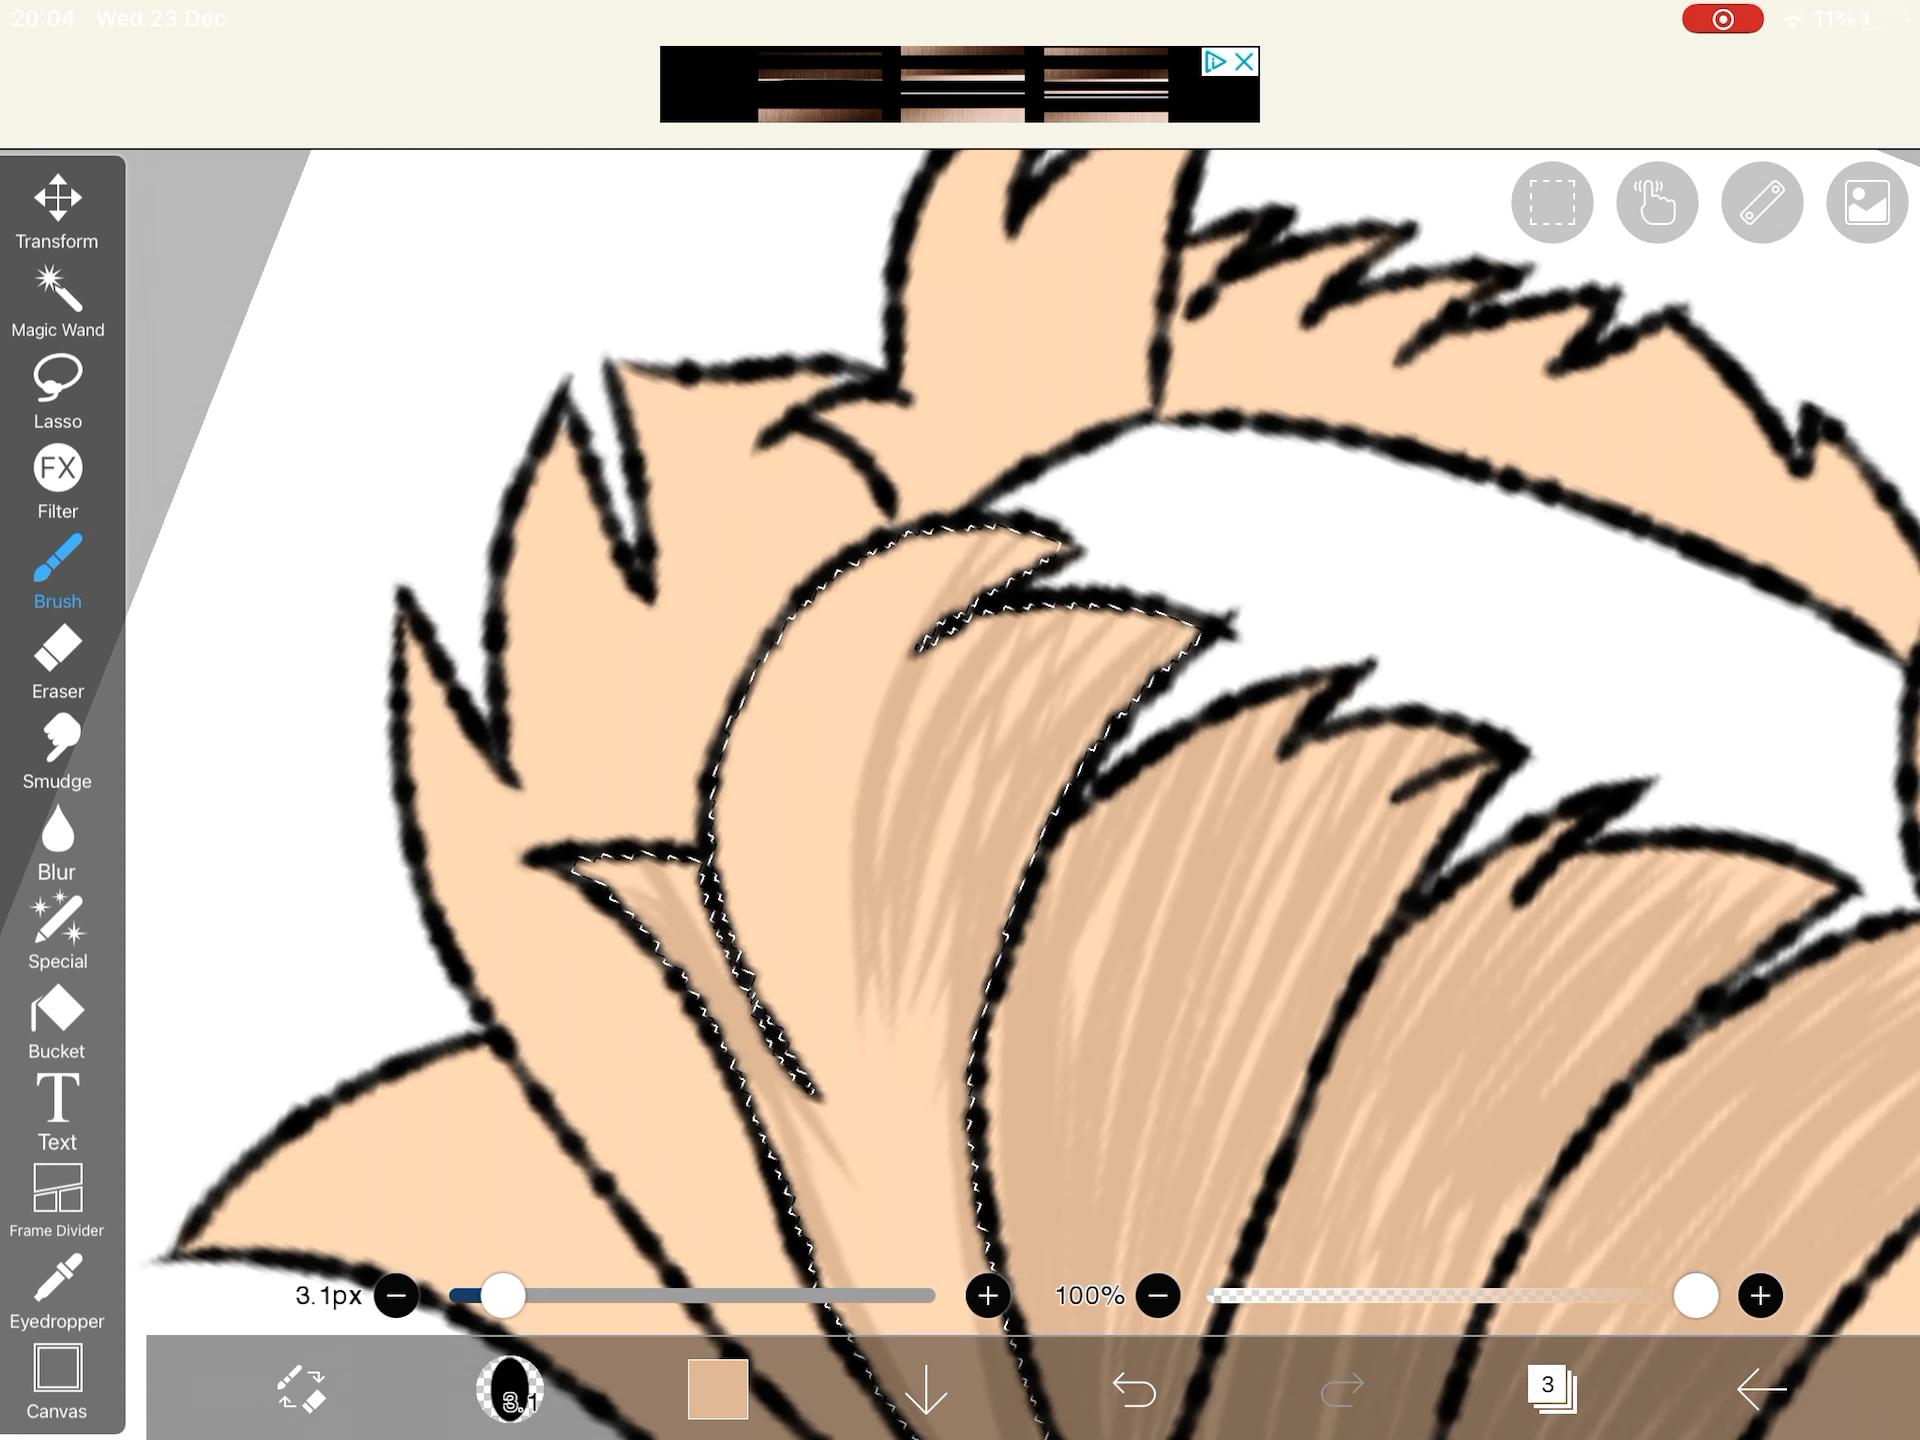 20:04 Wed 23 Dec
11%
Transform
Magic Wand
Lasso
FX
Filter
Brush
Eraser
Smudge
Blur
Special
Bucket
T
Text
Frame Divider
Eyedropper
Canvas
3.1px
100%
3.1
3